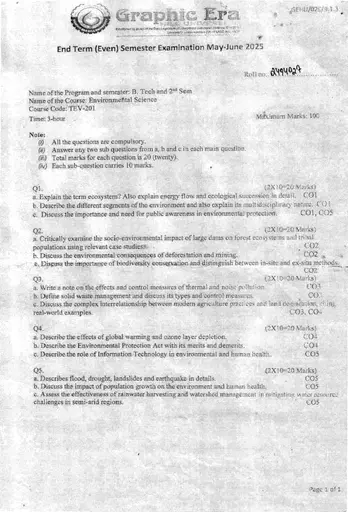 Graphic Era
End Term (Even) Semester Examination May-June 2025
Roll no.
Name of the Program and semester: B. Tech and 2nd Sem
Name of the Course: Environmental Science
Course Code: TEV-201
Time: 3-hour Maximum Marks: 100
Note:
(i) All the questions are compulsory.
(ii) Answer any two sub questions from a, b and c in each main question.
(iii) Total marks for each question is 20 (twenty).
(iv) Each sub-question carries 10 marks.
Q1. (2X10=20 Marks)
a. Explain the term ecosystem? Also explain energy flow and ecological succession in detail. CO1
b. Describe the different segments of the environment and also explain its multidisciplinary nature. CO1
c. Discuss the importance and need for public awareness in environmental protection. CO1, CO5
Q2. (2X10=20 Marks)
a. Critically examine the socio-environmental impact of large dams on forest ecosystems and tribal
populations using relevant case studies. CO2
b. Discuss the environmental consequences of deforestation and mining. CO2
c. Discuss the importance of biodiversity conservation and distinguish between in-situ and ex-situ methods.
CO2
Q3. (2X10=20 Marks)
a. Write a note on the effects and control measures of thermal and noise pollution. CO3
b. Define solid waste management and discuss its types and control measures. CO3
c. Discuss the complex interrelationship between modern agriculture practices and land degradation, citing
real-world examples. CO3, CO4
Q4. (2X10=20 Marks)
a. Describe the effects of global warming and ozone layer depletion. CO4
b. Describe the Environmental Protection Act with its merits and demerits. CO4
c. Describe the role of Information Technology in environmental and human health. CO5
Q5. (2X10=20 Marks)
a. Describes flood, drought, landslides and earthquake in details. CO5
b. Discuss the impact of population growth on the environment and human health. CO5
c. Assess the effectiveness of rainwater harvesting and watershed management in mitigating water resource
challenges in semi-arid regions. CO5
Page 1 of 1